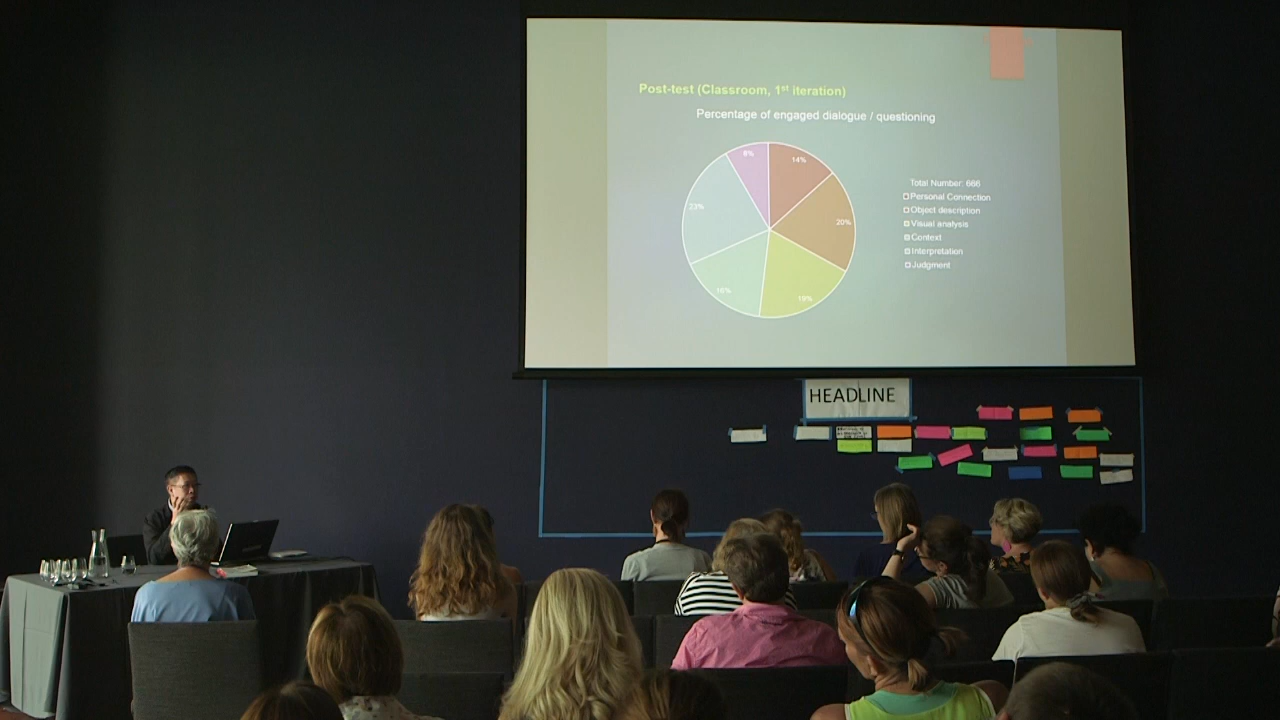 Post-test (Classroom, 1st iteration)
Percentage of engaged dialogue / questioning
8%
14%
23%
20%
16%
19%
Total Number: 666
Personal Connection
Object description
Visual analysis
Context
Interpretation
Judgment
HEADLINE